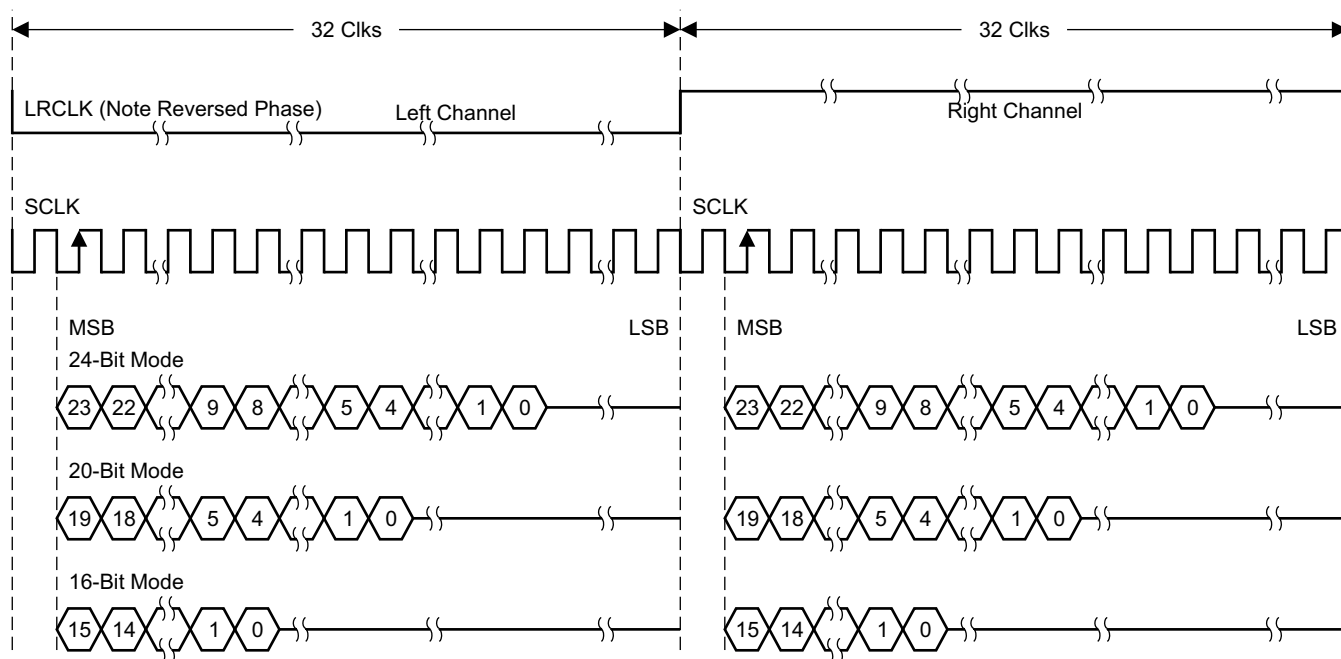 32 Clks 32 Clks
LRCLK (Note Reversed Phase) Left Channel Right Channel
SCLK SCLK
MSB LSB MSB LSB
24-Bit Mode
23 22 9 8 5 4 1 0 23 22 9 8 5 4 1 0
20-Bit Mode
19 18 5 4 1 0 19 18 5 4 1 0
16-Bit Mode
15 14 1 0 15 14 1 0